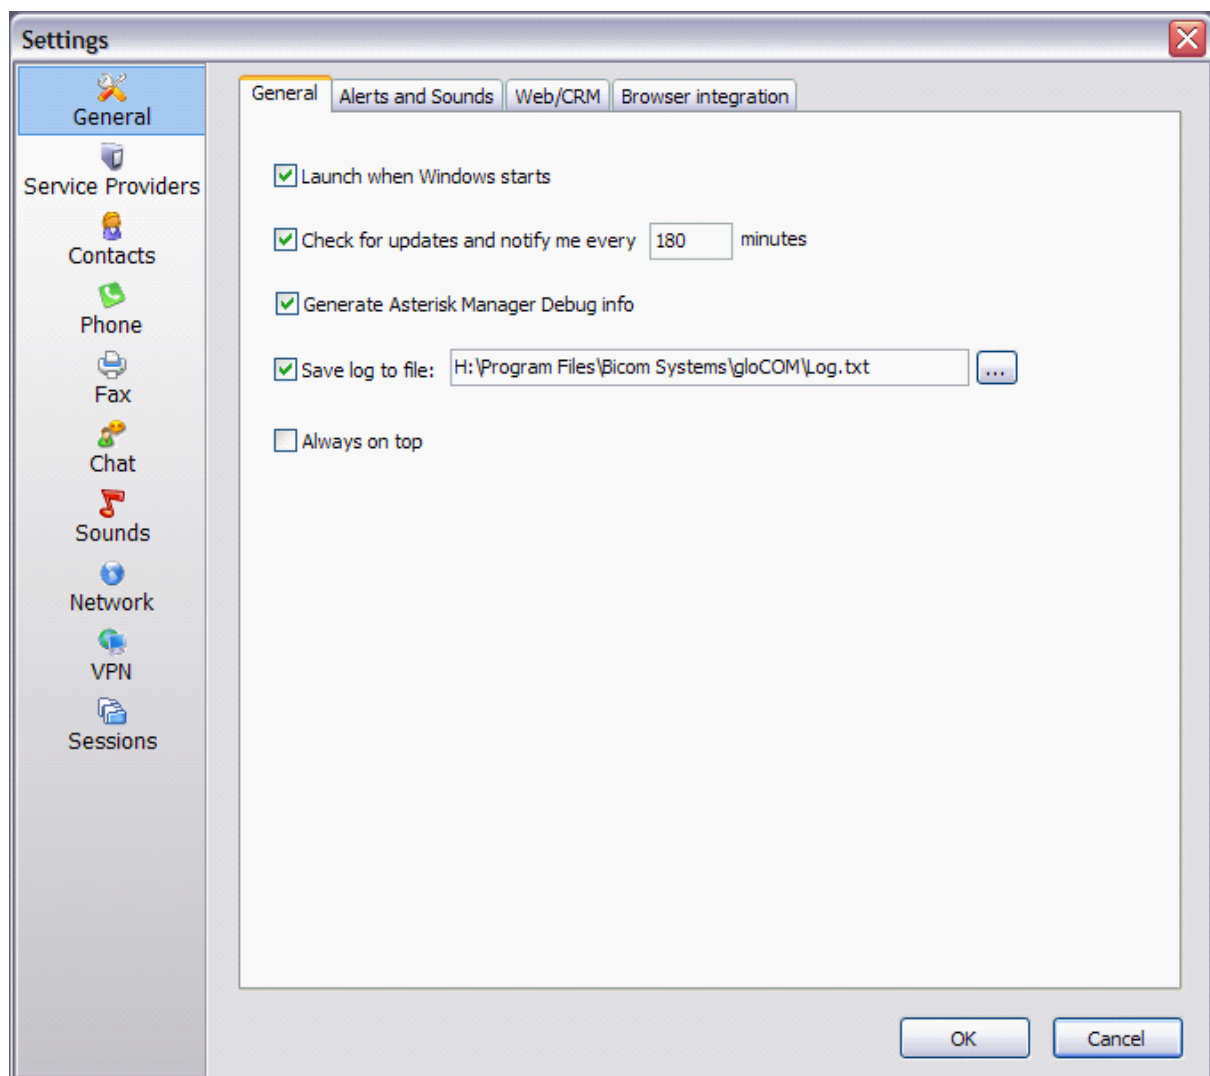 Settings
General
Service Providers
Contacts
Phone
Fax
Chat
Sounds
Network
VPN
Sessions
General Alerts and Sounds Web/CRM Browser integration
Launch when Windows starts
Check for updates and notify me every 180 minutes
Generate Asterisk Manager Debug info
Save log to file: H:\Program Files\Bicom Systems\gloCOM\Log.txt ...
Always on top
OK Cancel